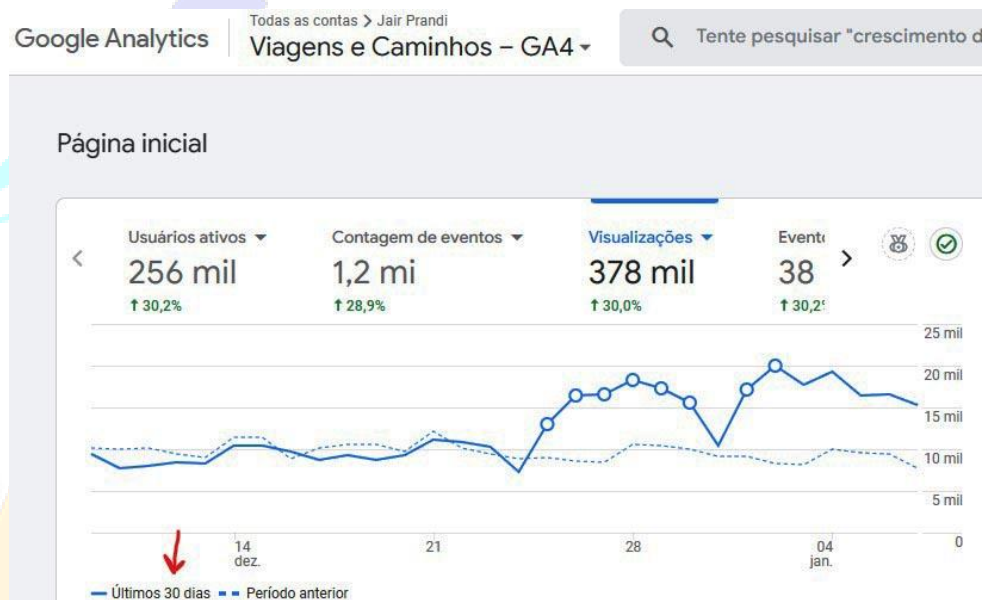 Todas as contas > Jair Prandi
Google Analytics
Viagens e Caminhos – GA4
Tente pesquisar "crescimento d
Página inicial
Usuários ativos
256 mil
↑ 30,2%
Contagem de eventos
1,2 mi
↑ 28,9%
Visualizações
378 mil
↑ 30,0%
Evento
38
↑ 30,2
25 mil
20 mil
15 mil
10 mil
5 mil
0
14
dez.
21
28
04
jan.
Últimos 30 dias
Período anterior